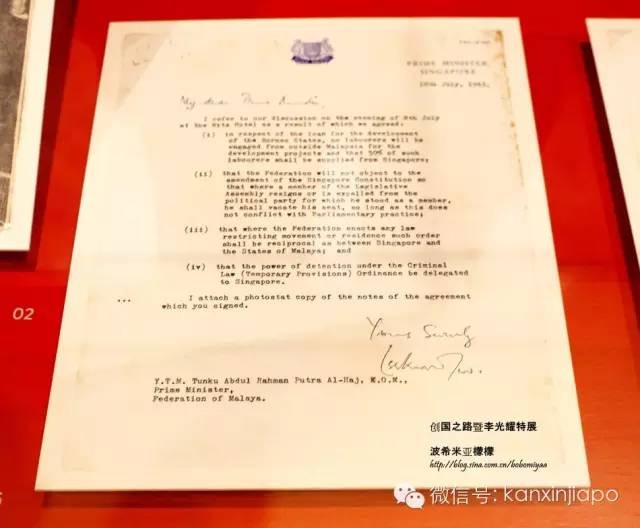 PRIME MINISTER,
SINGAPORE
July, 1963.
My dear Prime Minister
I refer to our discussion on the evening of 8th July
at the Ritz Hotel as a result of which we agreed:
(i) in respect of the loan for the development
of the Borneo States, no labourers will be
engaged from outside Malaysia for the
development projects and that 50% of such
labourers shall be supplied from Singapore;
(ii) that the Federation will not object to the
amendment of the Singapore Constitution so
that where a member of the Legislative
Assembly resigns or is expelled from the
political party for which he stood as a member,
he shall vacate his seat, so long as this does
not conflict with Parliamentary practice;
(iii) that where the Federation enacts any law
restricting movement or residence such order
shall be reciprocal as between Singapore and
the States of Malaya; and
(iv) that the power of detention under the Criminal
Law (Temporary Provisions) Ordinance be delegated
to Singapore.
I attach a photostat copy of the notes of the agreement
which you signed.
Yours
Y.T.M. Tunku Abdul Rahman Putra Al-Haj, K.O.M.,
Prime Minister,
Federation of Malaya.
02
...
创国之路暨李光耀特展
波希米亚檬檬
http://blog.sina.com.cn/bobomiyaa
微信号: kanxinjiapo